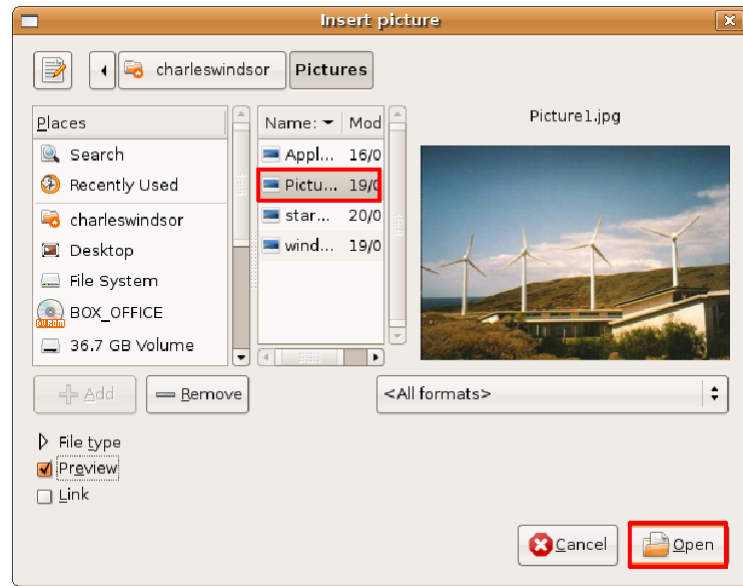 Insert picture
charleswindsor Pictures
Places
Search
Recently Used
charleswindsor
Desktop
File System
BOX_OFFICE
36.7 GB Volume
Name: Mod
Appl... 16/0
Pictu... 19/0
star... 20/0
wind... 19/0
Picture1.jpg
Add
Remove
<All formats>
File type
Preview
Link
Cancel
Open